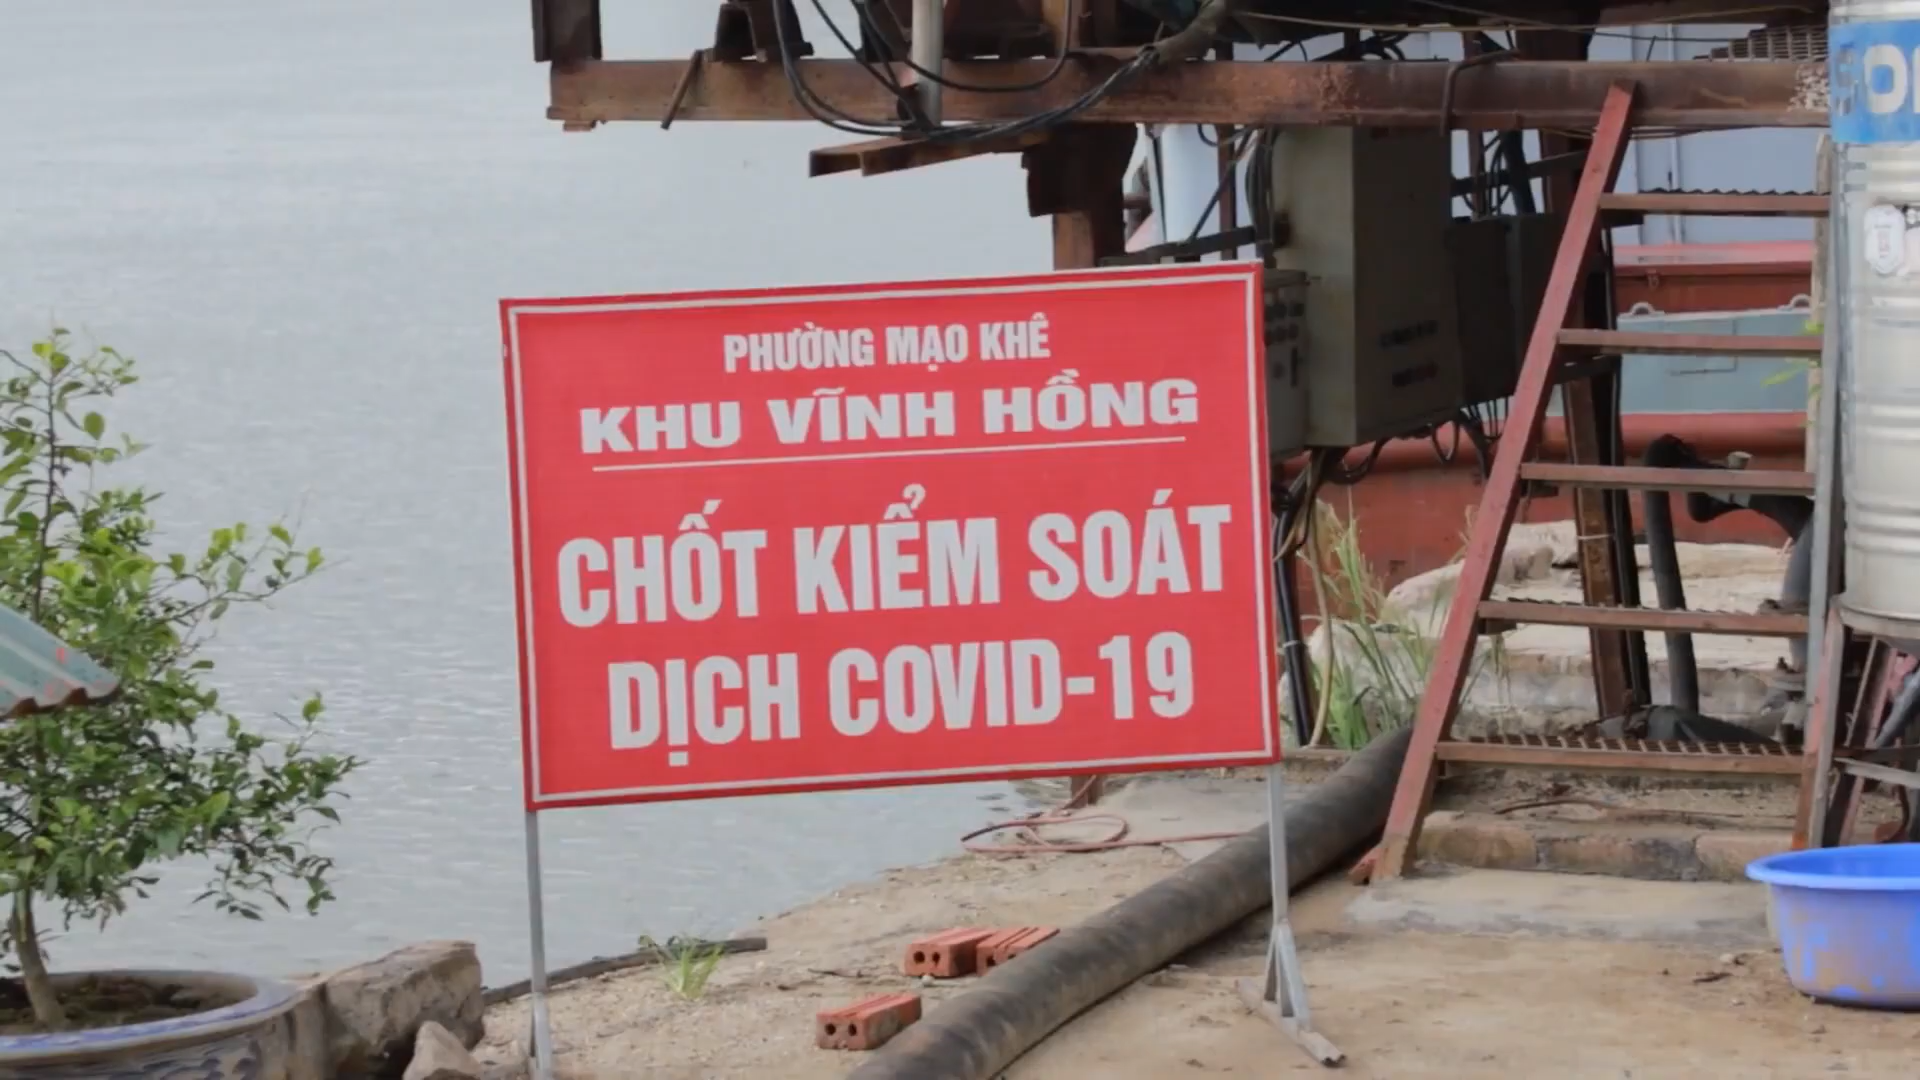 PHƯỜNG MẠO KHÊ
KHU VĨNH HỒNG
CHỐT KIỂM SOÁT
DỊCH COVID-19